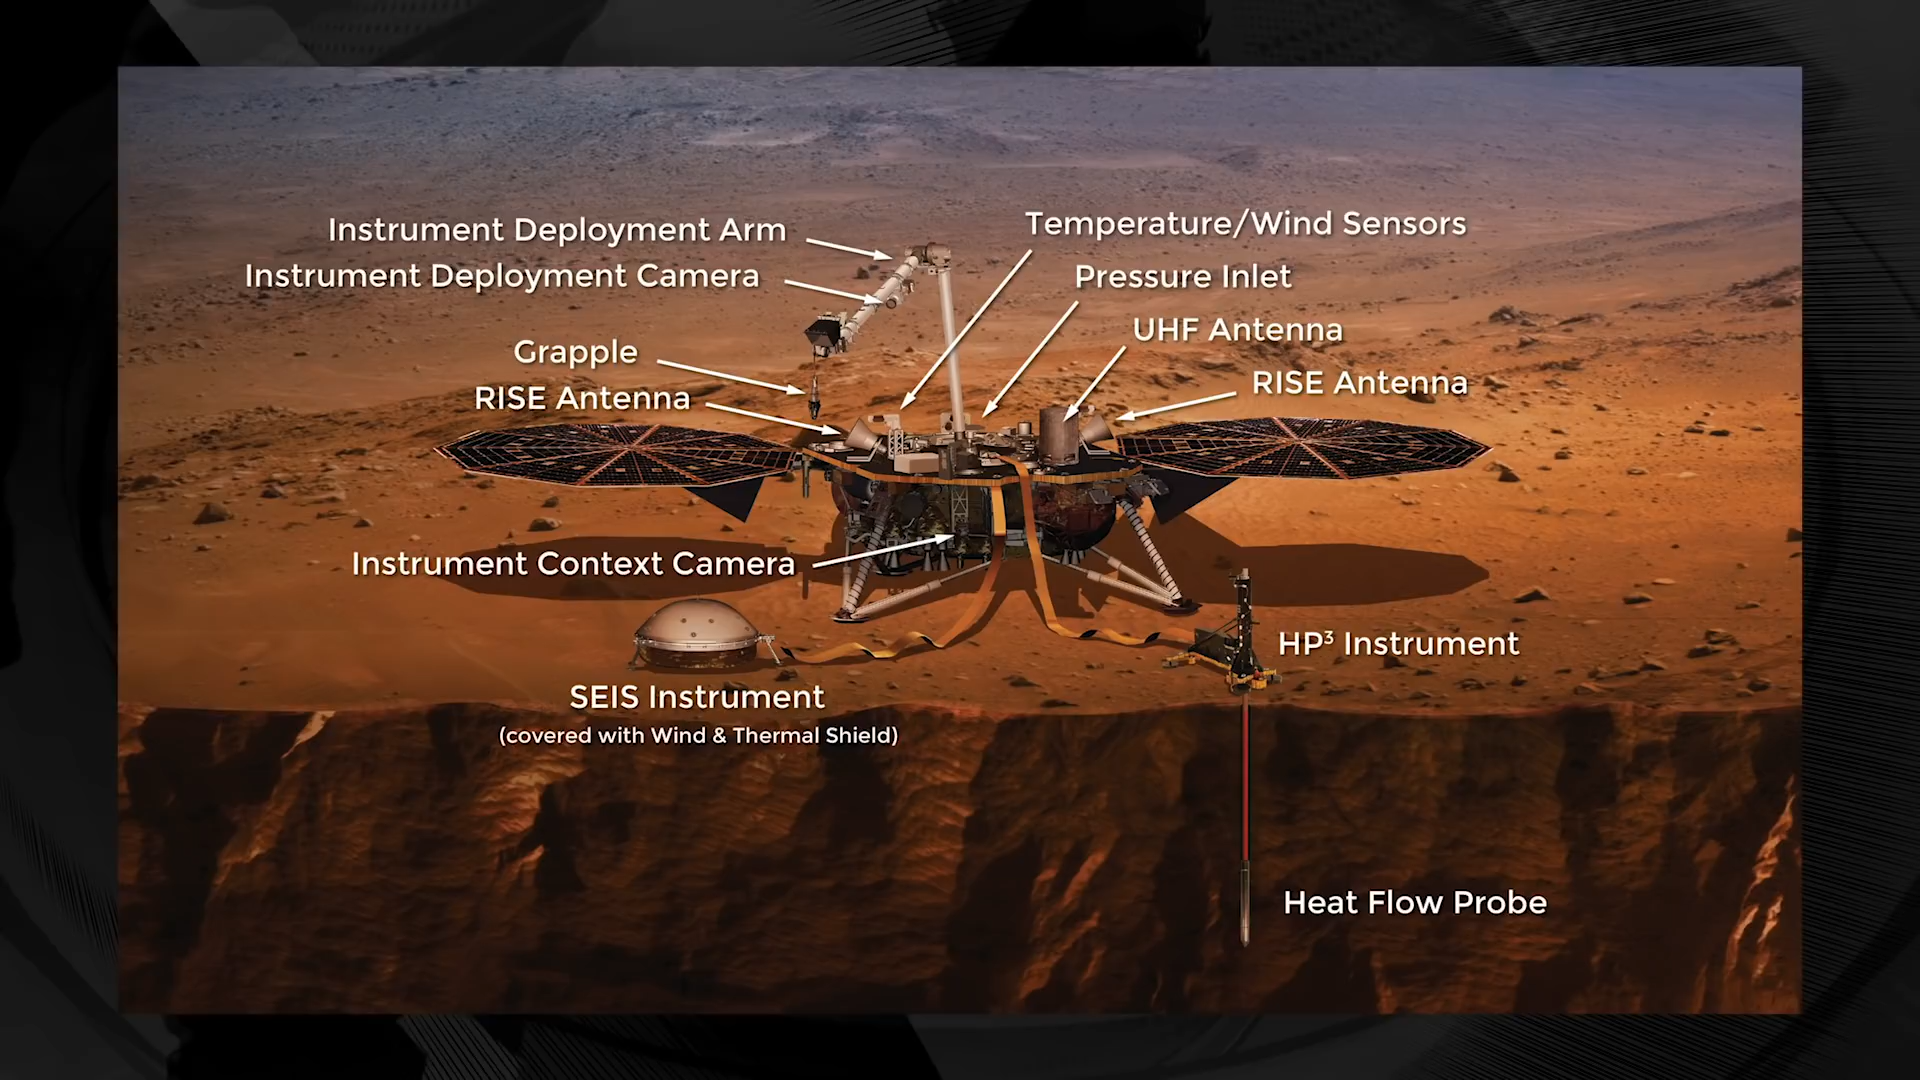 Instrument Deployment Arm
Instrument Deployment Camera
Grapple
RISE Antenna
Temperature/Wind Sensors
Pressure Inlet
UHF Antenna
RISE Antenna
Instrument Context Camera
SEIS Instrument
(covered with Wind & Thermal Shield)
HP³ Instrument
Heat Flow Probe